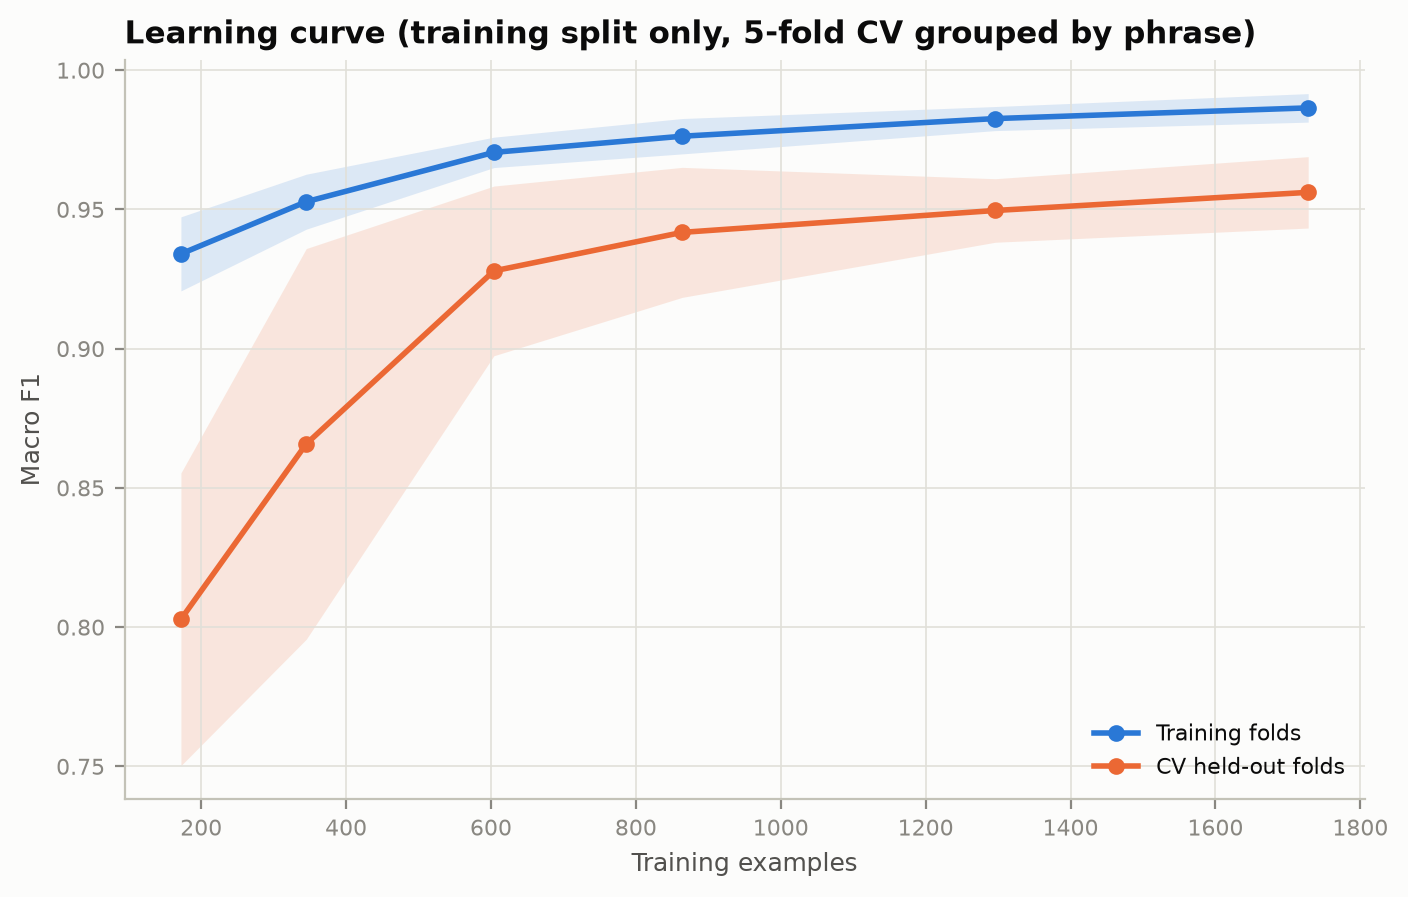 Learning curve (training split only, 5-fold CV grouped by phrase)
1.00
0.95
0.90
0.85
0.80
0.75
Macro F1
Training folds
CV held-out folds
200 400 600 800 1000 1200 1400 1600 1800
Training examples